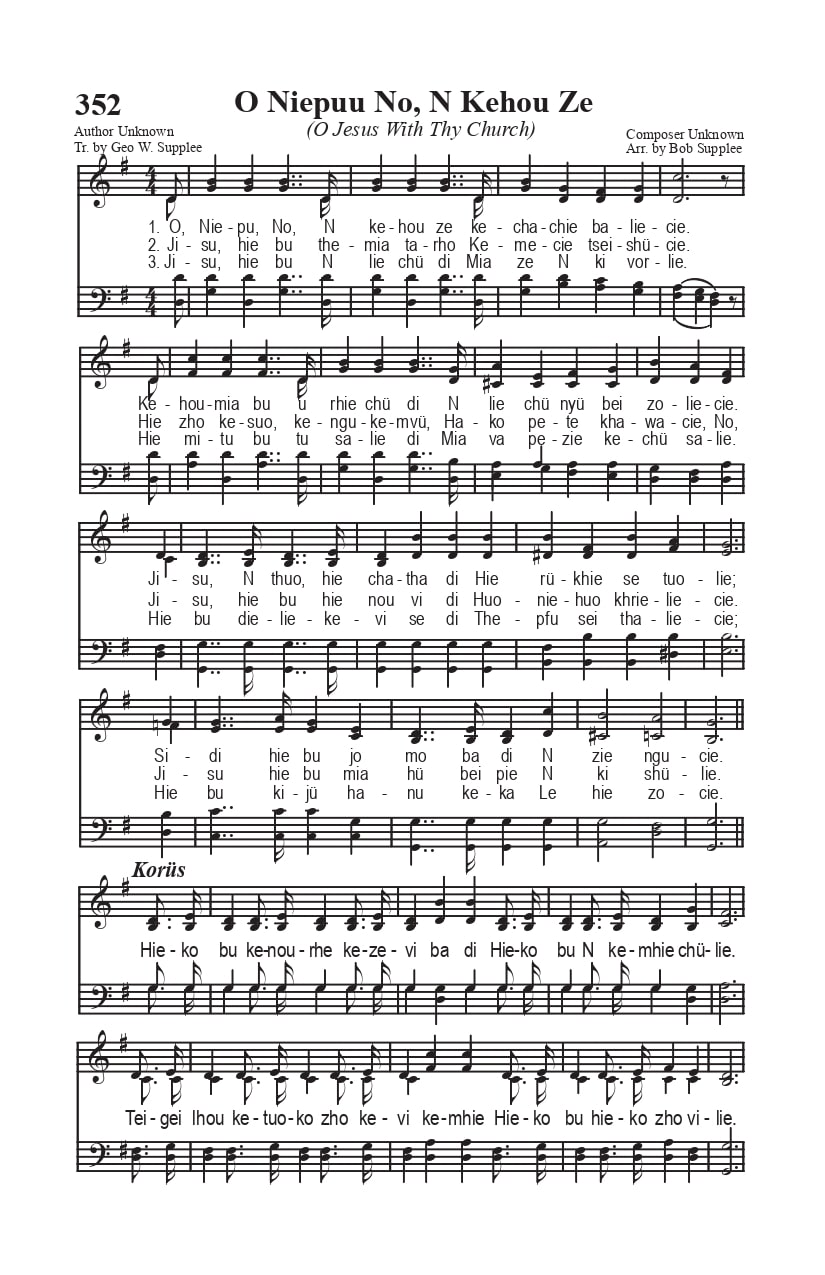 352
O Niepuu No, N Kehou Ze
(O Jesus With Thy Church)
Author Unknown
Tr. by Geo W. Supplee
Composer Unknown
Arr. by Bob Supplee
1. O, Nie-pu, No, N ke-hou ze ke-cha-chie ba-lie-cie.
2. Ji-su, hie bu the-mia ta-rho Ke-me-cie tsei-shü-cie.
3. Ji-su, hie bu N lie chü di Mia ze N ki vor-lie.
Ke-hou-mia bu u rhie chü di N lie chü nyü bei zo-lie-cie.
Hie zho ke-suo, ke-ngu-ke-mvü, Ha-ko pe-te kha-wa-cie, No,
Hie mi-tu bu tu sa-lie di Mia va pe-zie ke-chü sa-lie.
Ji-su, N thuo, hie cha-tha di Hie rü-khie se tuo-lie;
Ji-su, hie bu hie nou vi di Huo-nie-huo khrie-lie-cie.
Hie bu die-lie-ke-vi se di The-pfu sei tha-lie-cie;
Si-di hie bu jo mo ba di N zie ngu-cie.
Ji-su hie bu mia hü bei pie N ki shü-lie.
Hie bu ki-jü ha-nu ke-ka Le hie zo-cie.
Korüs
Hie-ko bu ke-nou-rhe ke-ze-vi ba di Hie-ko bu N ke-mhie chü-lie.
Tei-gei lhou ke-tuo-ko zho ke-vi ke-mhie Hie-ko bu hie-ko zho vi-lie.